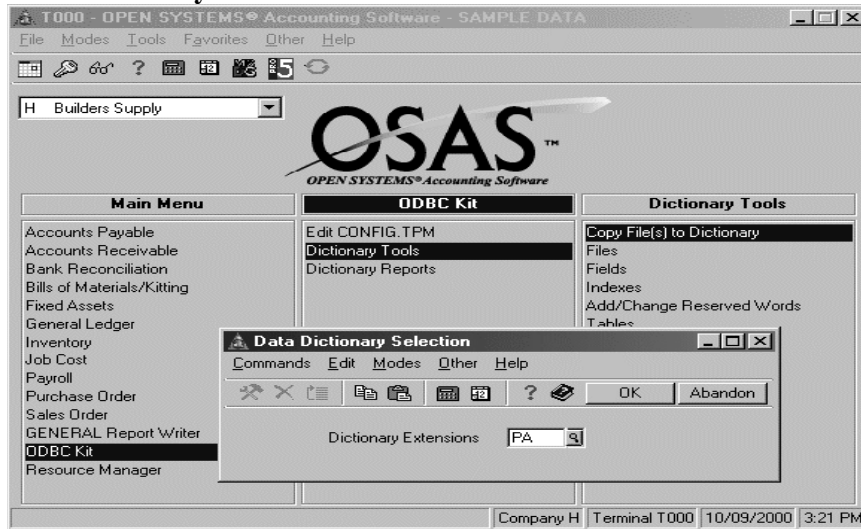 T000 - OPEN SYSTEMS® Accounting Software - SAMPLE DATA
File Modes Tools Favorites Other Help
H Builders Supply
OSAS™
OPEN SYSTEMS® Accounting Software
Main Menu
Accounts Payable
Accounts Receivable
Bank Reconciliation
Bills of Materials/Kitting
Fixed Assets
General Ledger
Inventory
Job Cost
Payroll
Purchase Order
Sales Order
GENERAL Report Writer
ODBC Kit
Resource Manager
ODBC Kit
Edit CONFIG.TPM
Dictionary Tools
Dictionary Reports
Dictionary Tools
Copy File(s) to Dictionary
Files
Fields
Indexes
Add/Change Reserved Words
Tables
Data Dictionary Selection
Commands Edit Modes Other Help
OK Abandon
Dictionary Extensions PA
Company H Terminal T000 10/09/2000 3:21 PM